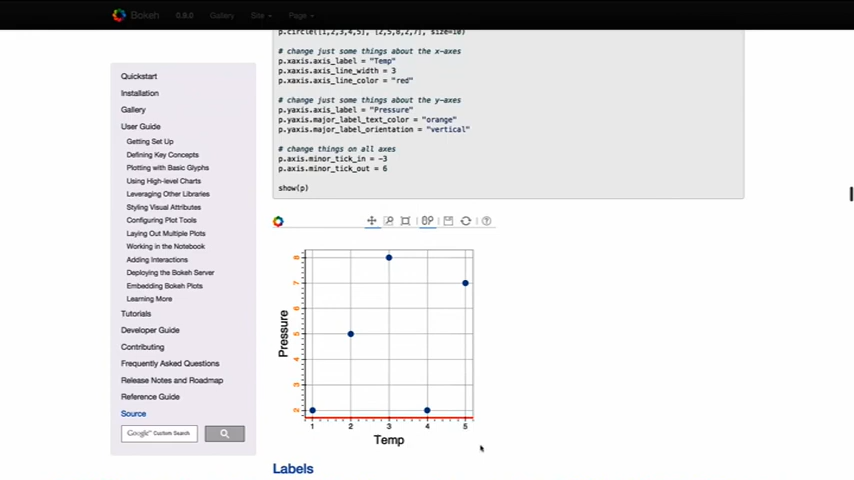 Bokeh 0.9.0 Gallery Site Page
p.circle([1,2,3,4,5], [2,5,8,2,7], size=10)
# change just some things about the x-axes
p.xaxis.axis_label = "Temp"
p.xaxis.axis_line_width = 3
p.xaxis.axis_line_color = "red"
# change just some things about the y-axes
p.yaxis.axis_label = "Pressure"
p.yaxis.major_label_text_color = "orange"
p.yaxis.major_label_orientation = "vertical"
# change things on all axes
p.axis.minor_tick_in = -3
p.axis.minor_tick_out = 6
show(p)
Quickstart
Installation
Gallery
User Guide
Getting Set Up
Defining Key Concepts
Plotting with Basic Glyphs
Using High-level Charts
Leveraging Other Libraries
Styling Visual Attributes
Configuring Plot Tools
Laying Out Multiple Plots
Working in the Notebook
Adding Interactions
Deploying the Bokeh Server
Embedding Bokeh Plots
Learning More
Tutorials
Developer Guide
Contributing
Frequently Asked Questions
Release Notes and Roadmap
Reference Guide
Source
Google Custom Search
8
7
6
5
4
3
2
Pressure
1 2 3 4 5
Temp
Labels